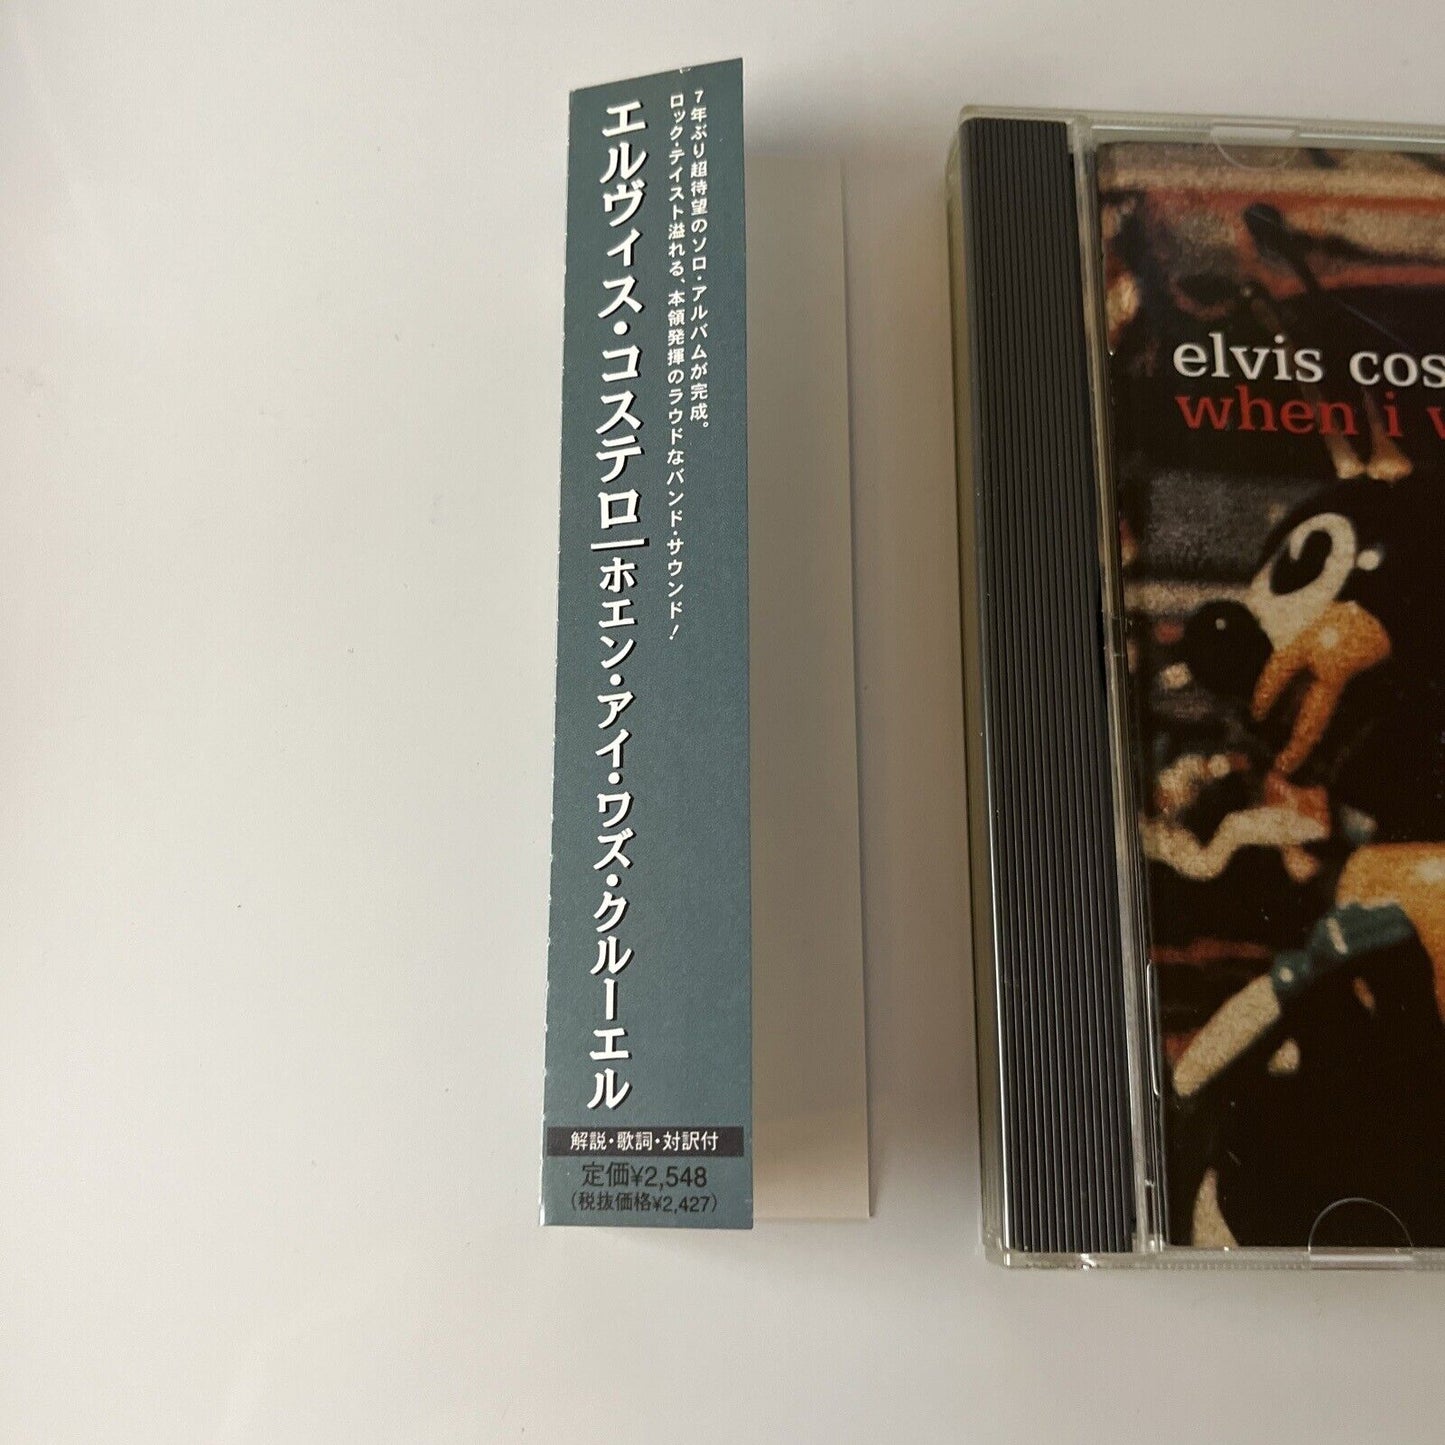 7年ぶり超待望のソロ・アルバムが完成。
ロック・テイスト溢れる、本領発揮のラウドなバンド・サウンド!
エルヴィス・コステロ|ホエン・アイ・ワズ・クルーエル
解説・歌詞・対訳付
定価¥2,548
(税抜価格¥2,427)
elvis cos
when i w